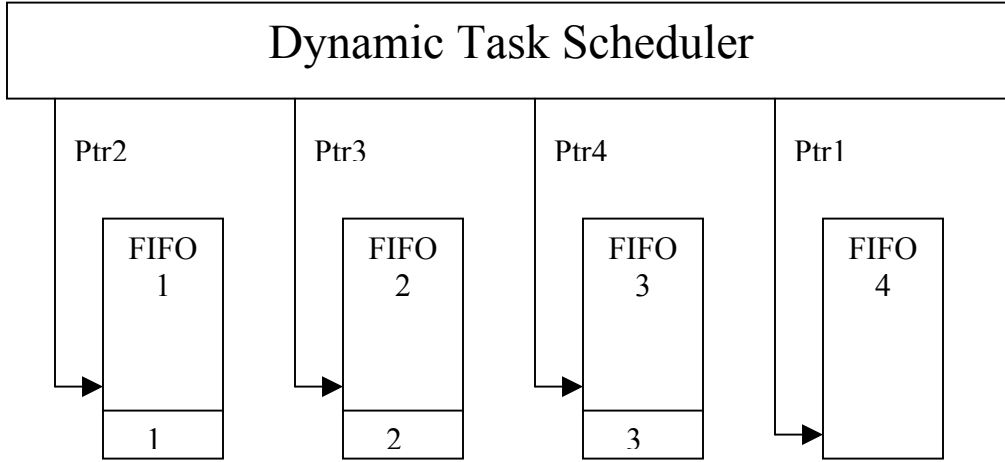 Dynamic Task Scheduler
Ptr2
Ptr3
Ptr4
Ptr1
FIFO
1
FIFO
2
FIFO
3
FIFO
4
1
2
3